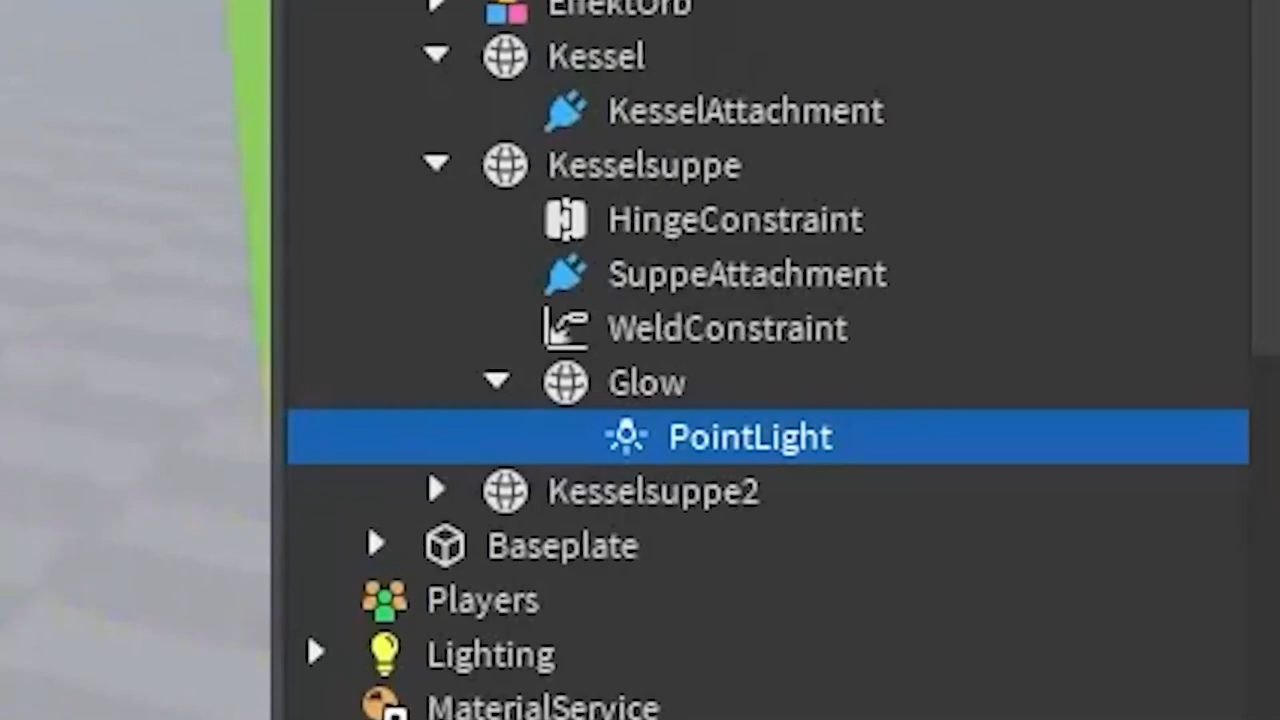 EffektOrb
Kessel
KesselAttachment
Kesselsuppe
HingeConstraint
SuppeAttachment
WeldConstraint
Glow
PointLight
Kesselsuppe2
Baseplate
Players
Lighting
MaterialService